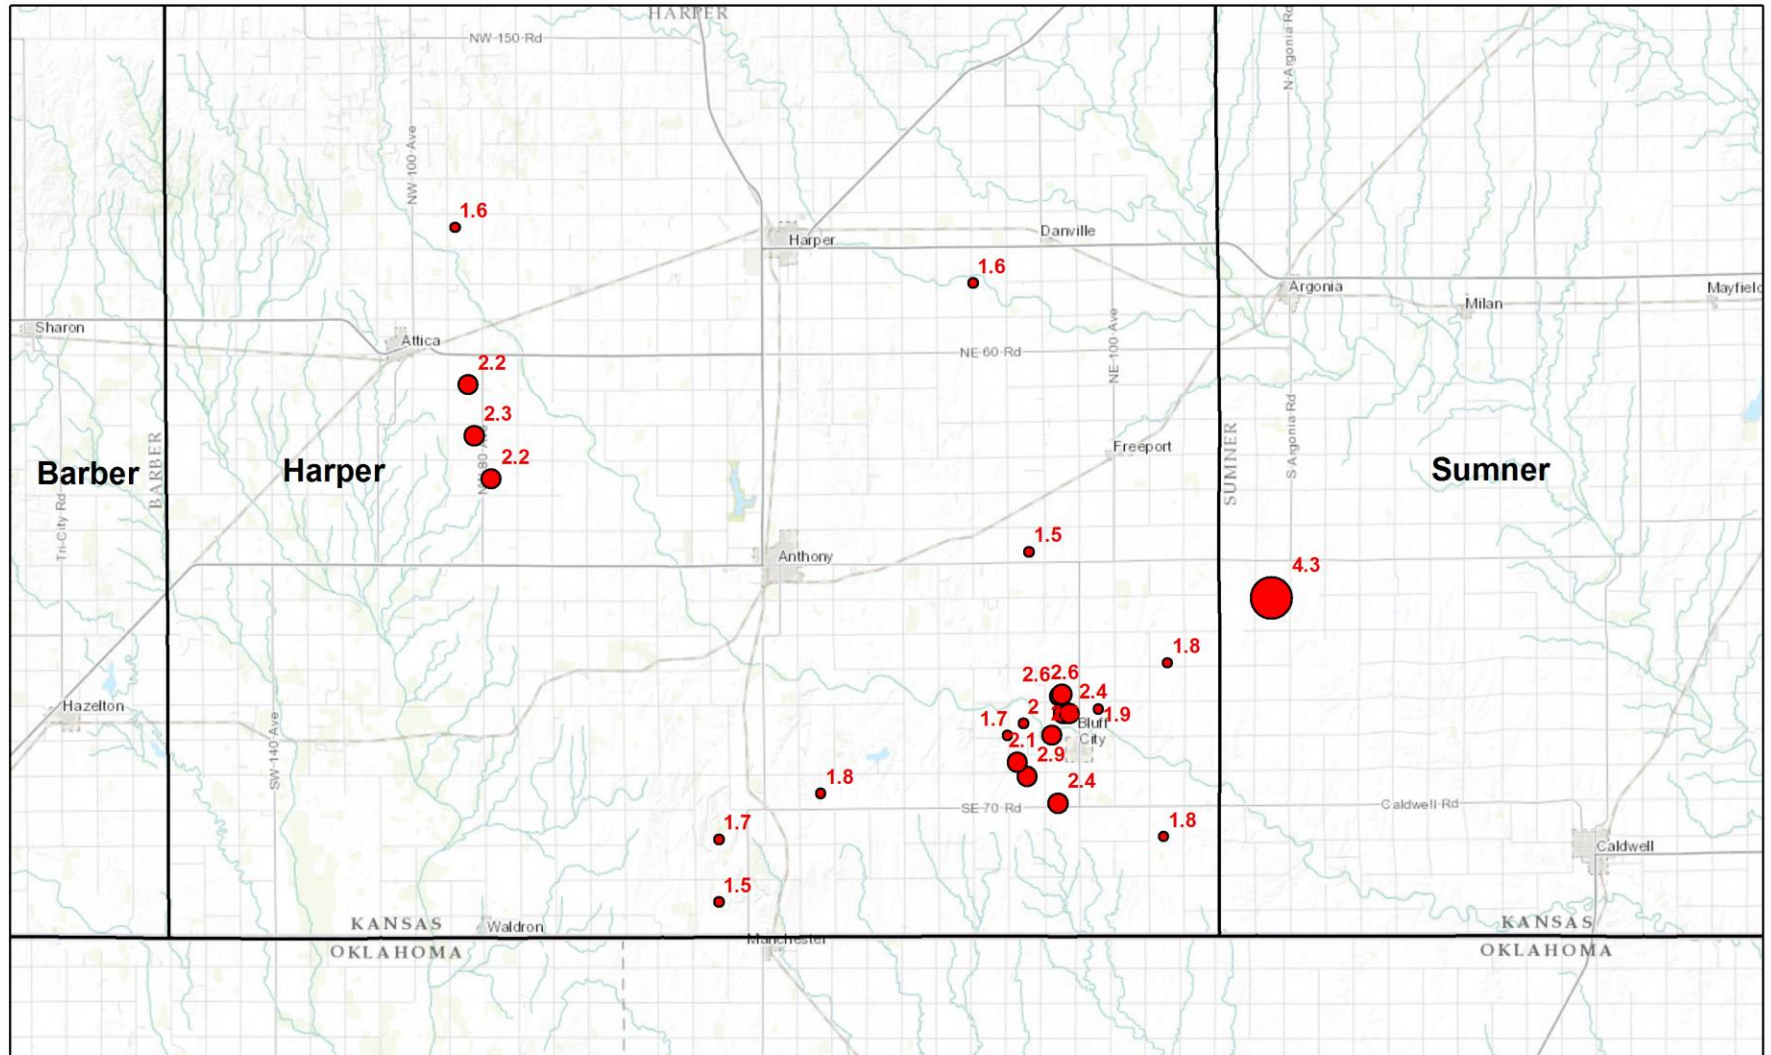 HARPER
NW 150 Rd
N Argonia Rd
NW 100 Ave
1.6
Harper
Danville
1.6
Argonia
Mayfield
Milan
Sharon
Attica
NE 60 Rd
NE 100 Ave
2.2
2.3
2.2
S Argonia Rd
BARBER
SUMNER
Freeport
Barber
Harper
Sumner
Tri-City Rd
1.5
Anthony
4.3
1.8
2.6
2.6
2.4
Hazelton
1.7
2
1.9
Bluff
City
2.1
2.9
SW 140 Ave
1.8
2.4
SE 70 Rd
Caldwell Rd
1.7
1.8
Caldwell
1.5
KANSAS
Waldron
KANSAS
Manchester
OKLAHOMA
OKLAHOMA